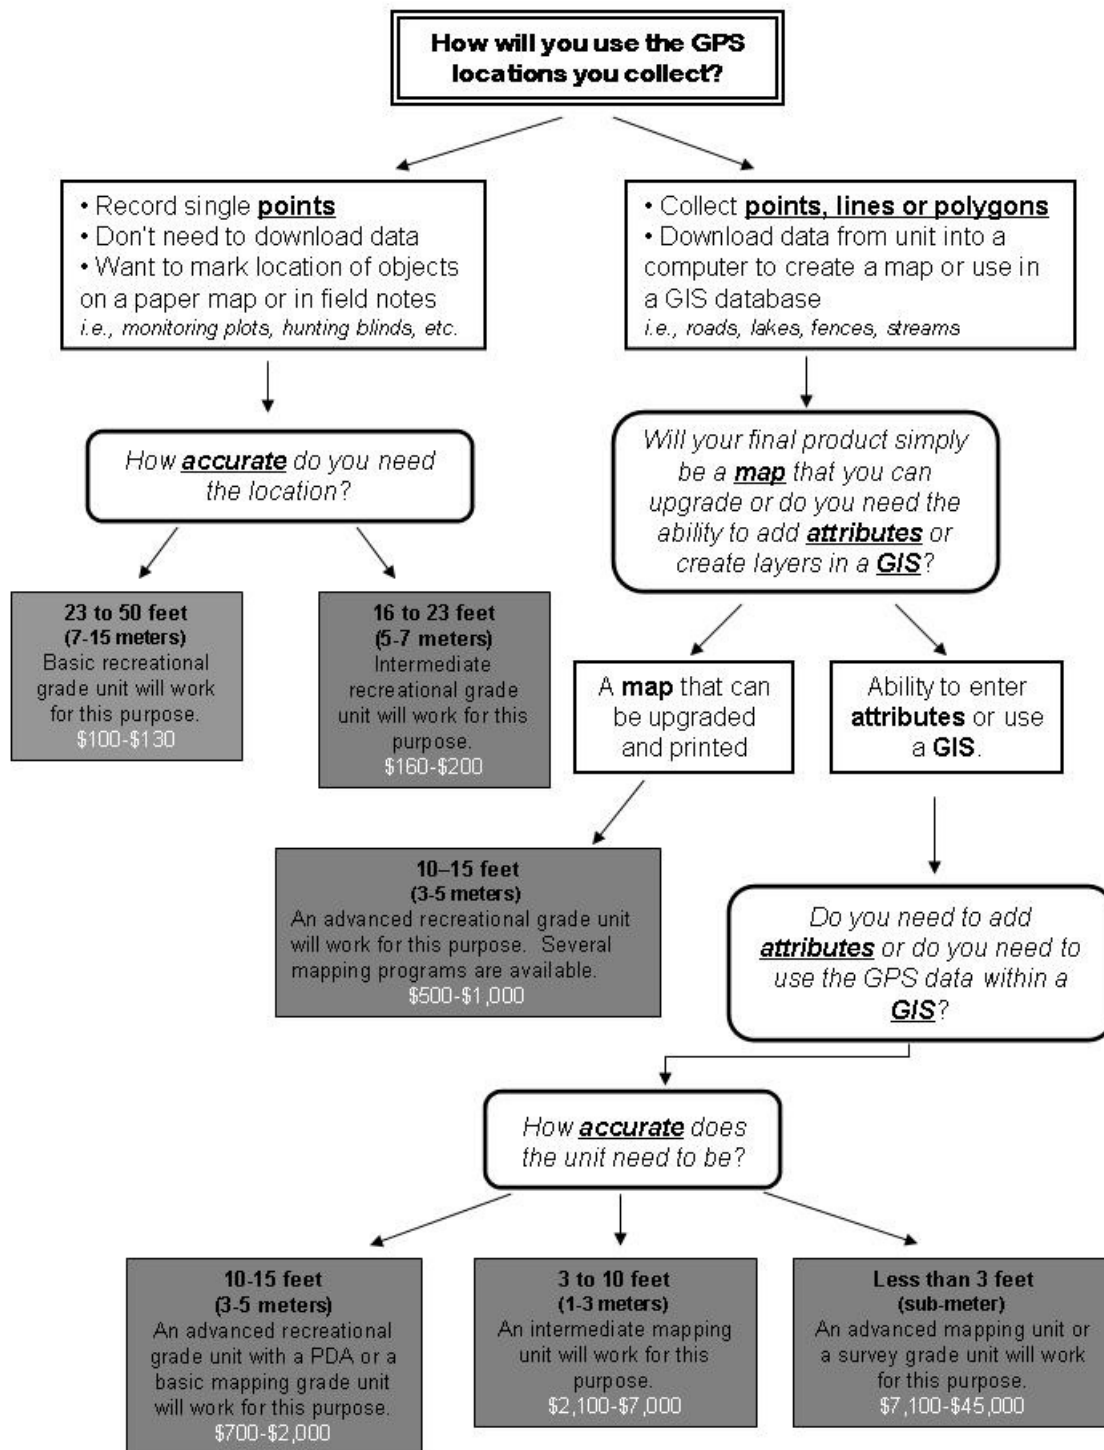 How will you use the GPS
locations you collect?
• Record single points
• Don't need to download data
• Want to mark location of objects
on a paper map or in field notes
i.e., monitoring plots, hunting blinds, etc.
• Collect points, lines or polygons
• Download data from unit into a
computer to create a map or use in
a GIS database
i.e., roads, lakes, fences, streams
How accurate do you need
the location?
Will your final product simply
be a map that you can
upgrade or do you need the
ability to add attributes or
create layers in a GIS?
23 to 50 feet
(7-15 meters)
Basic recreational
grade unit will work
for this purpose.
$100-$130
16 to 23 feet
(5-7 meters)
Intermediate
recreational grade
unit will work for this
purpose.
$160-$200
A map that can
be upgraded
and printed
Ability to enter
attributes or use
a GIS.
10–15 feet
(3-5 meters)
An advanced recreational grade unit
will work for this purpose. Several
mapping programs are available.
$500-$1,000
Do you need to add
attributes or do you need to
use the GPS data within a
GIS?
How accurate does
the unit need to be?
10-15 feet
(3-5 meters)
An advanced recreational
grade unit with a PDA or a
basic mapping grade unit
will work for this purpose.
$700-$2,000
3 to 10 feet
(1-3 meters)
An intermediate mapping
unit will work for this
purpose.
$2,100-$7,000
Less than 3 feet
(sub-meter)
An advanced mapping unit or
a survey grade unit will work
for this purpose.
$7,100-$45,000